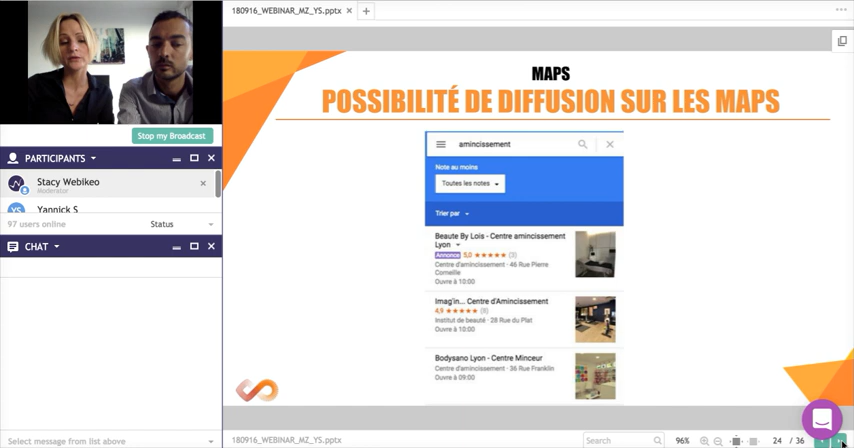 180916_WEBINAR_MZ_YS.pptx
Stop my Broadcast
PARTICIPANTS
Stacy Webikeo
Moderator
YS
Yannick S
97 users online
Status
CHAT
Select message from list above
MAPS
POSSIBILITÉ DE DIFFUSION SUR LES MAPS
amincissement
Note au moins
Toutes les notes
Trier par
Beaute By Lois - Centre amincissement
Lyon
Annonce 5,0 ★★★★★ (3)
Centre d'amincissement · 46 Rue Pierre
Corneille
Ouvre à 10:00
Imag'in... Centre d'Amincissement
4,9 ★★★★★ (8)
Institut de beauté · 28 Rue du Plat
Ouvre à 10:00
Bodysano Lyon - Centre Minceur
Centre d'amincissement · 36 Rue Franklin
Ouvre à 09:00
180916_WEBINAR_MZ_YS.pptx
Search
96%
24 / 36